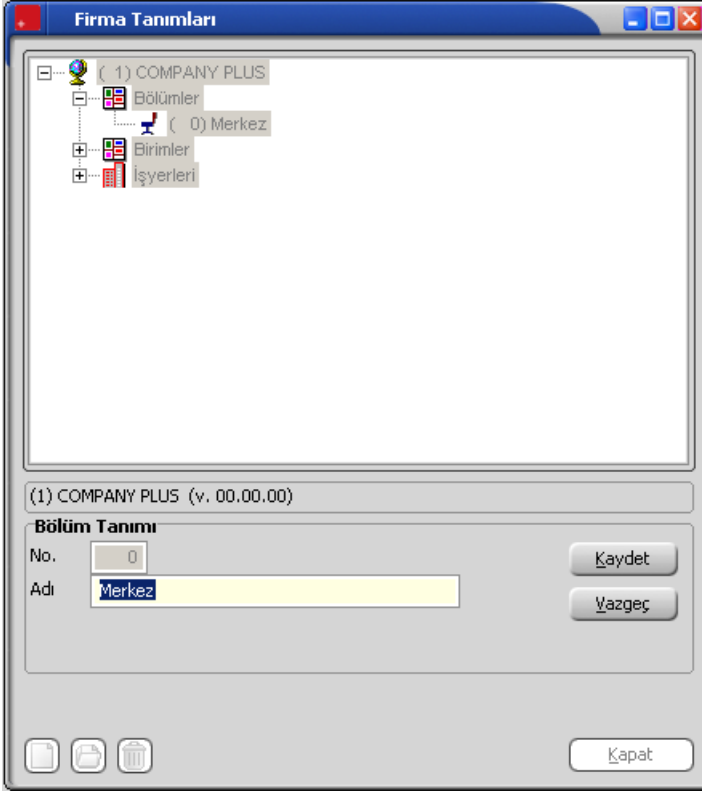 Firma Tanımları
( 1) COMPANY PLUS
Bölümler
( 0) Merkez
Birimler
İşyerleri
(1) COMPANY PLUS (v. 00.00.00)
Bölüm Tanımı
No. 0
Kaydet
Adı Merkez
Vazgeç
Kapat